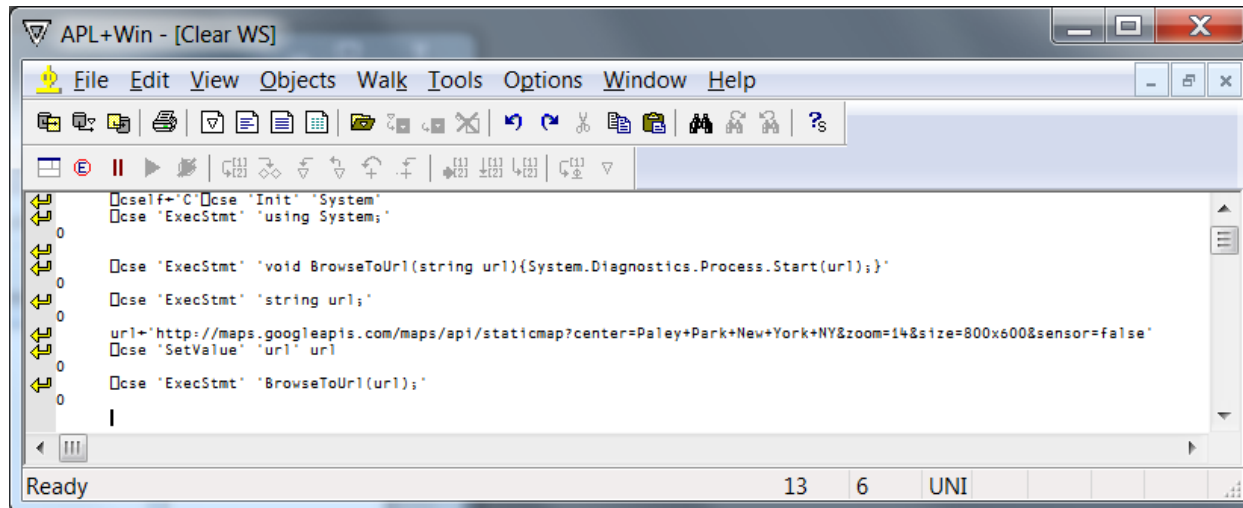 APL+Win - [Clear WS]
File Edit View Objects Walk Tools Options Window Help
⎕cself←'C'⎕cse 'Init' 'System'
⎕cse 'ExecStmt' 'using System;'
0
⎕cse 'ExecStmt' 'void BrowseToUrl(string url){System.Diagnostics.Process.Start(url);}'
0
⎕cse 'ExecStmt' 'string url;'
0
url←'http://maps.googleapis.com/maps/api/staticmap?center=Paley+Park+New+York+NY&zoom=14&size=800x600&sensor=false'
⎕cse 'SetValue' 'url' url
0
⎕cse 'ExecStmt' 'BrowseToUrl(url);'
0
Ready 13 6 UNI